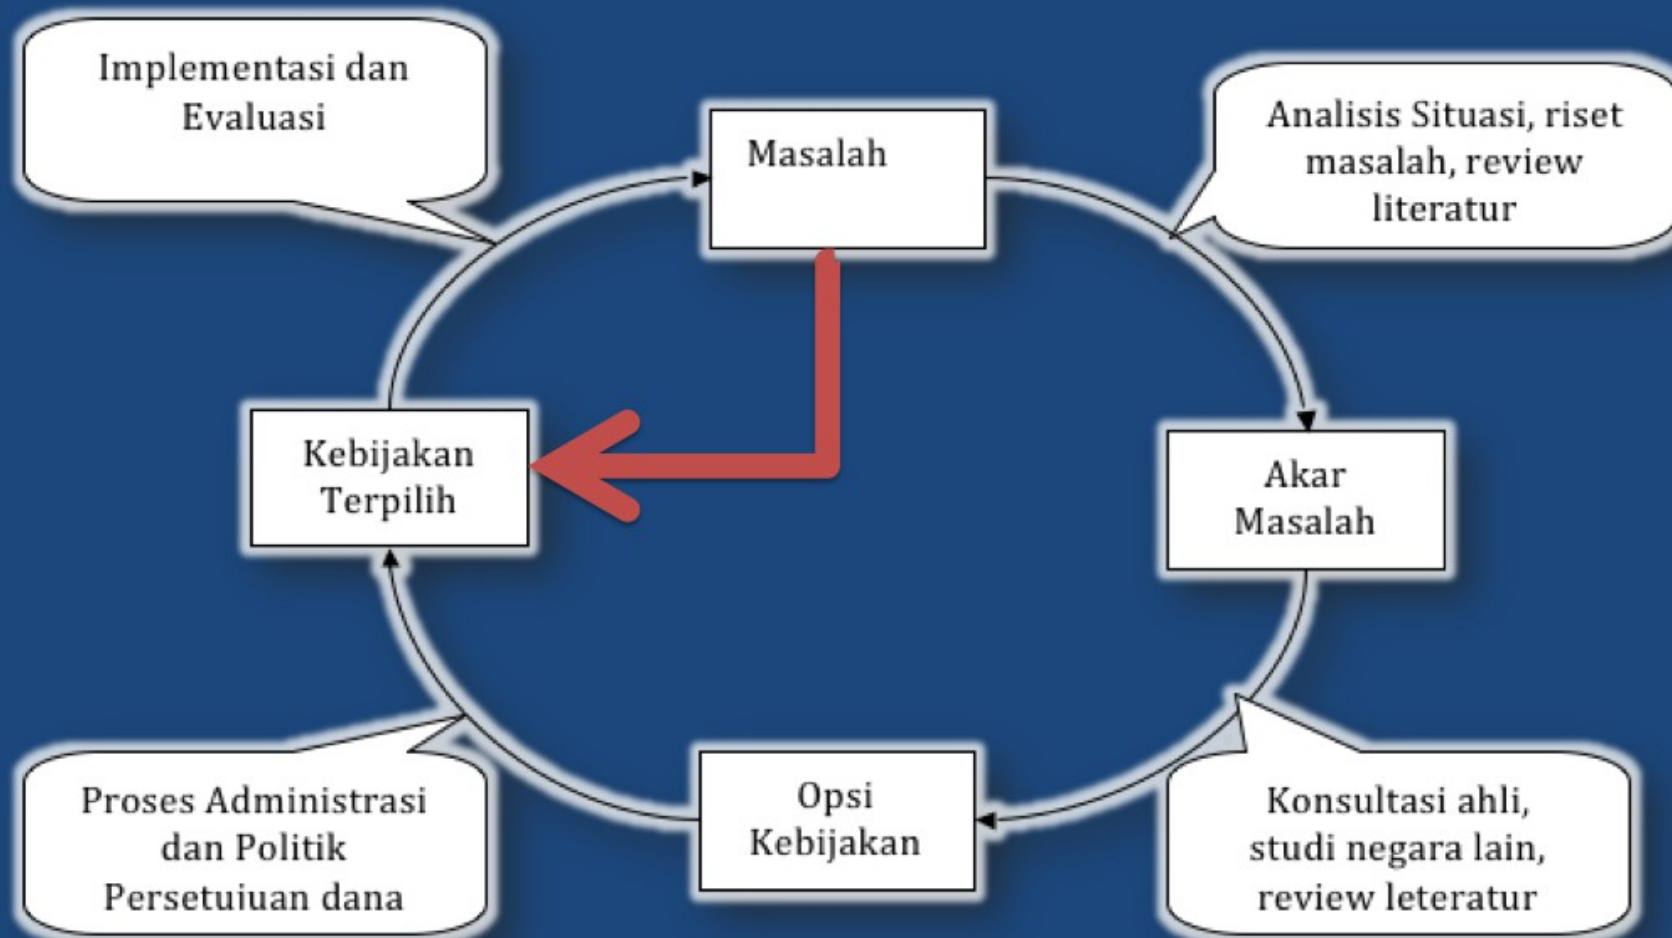 Implementasi dan
Evaluasi
Masalah
Analisis Situasi, riset
masalah, review
literatur
Kebijakan
Terpilih
Akar
Masalah
Proses Administrasi
dan Politik
Persetuiuan dana
Opsi
Kebijakan
Konsultasi ahli,
studi negara lain,
review leteratur